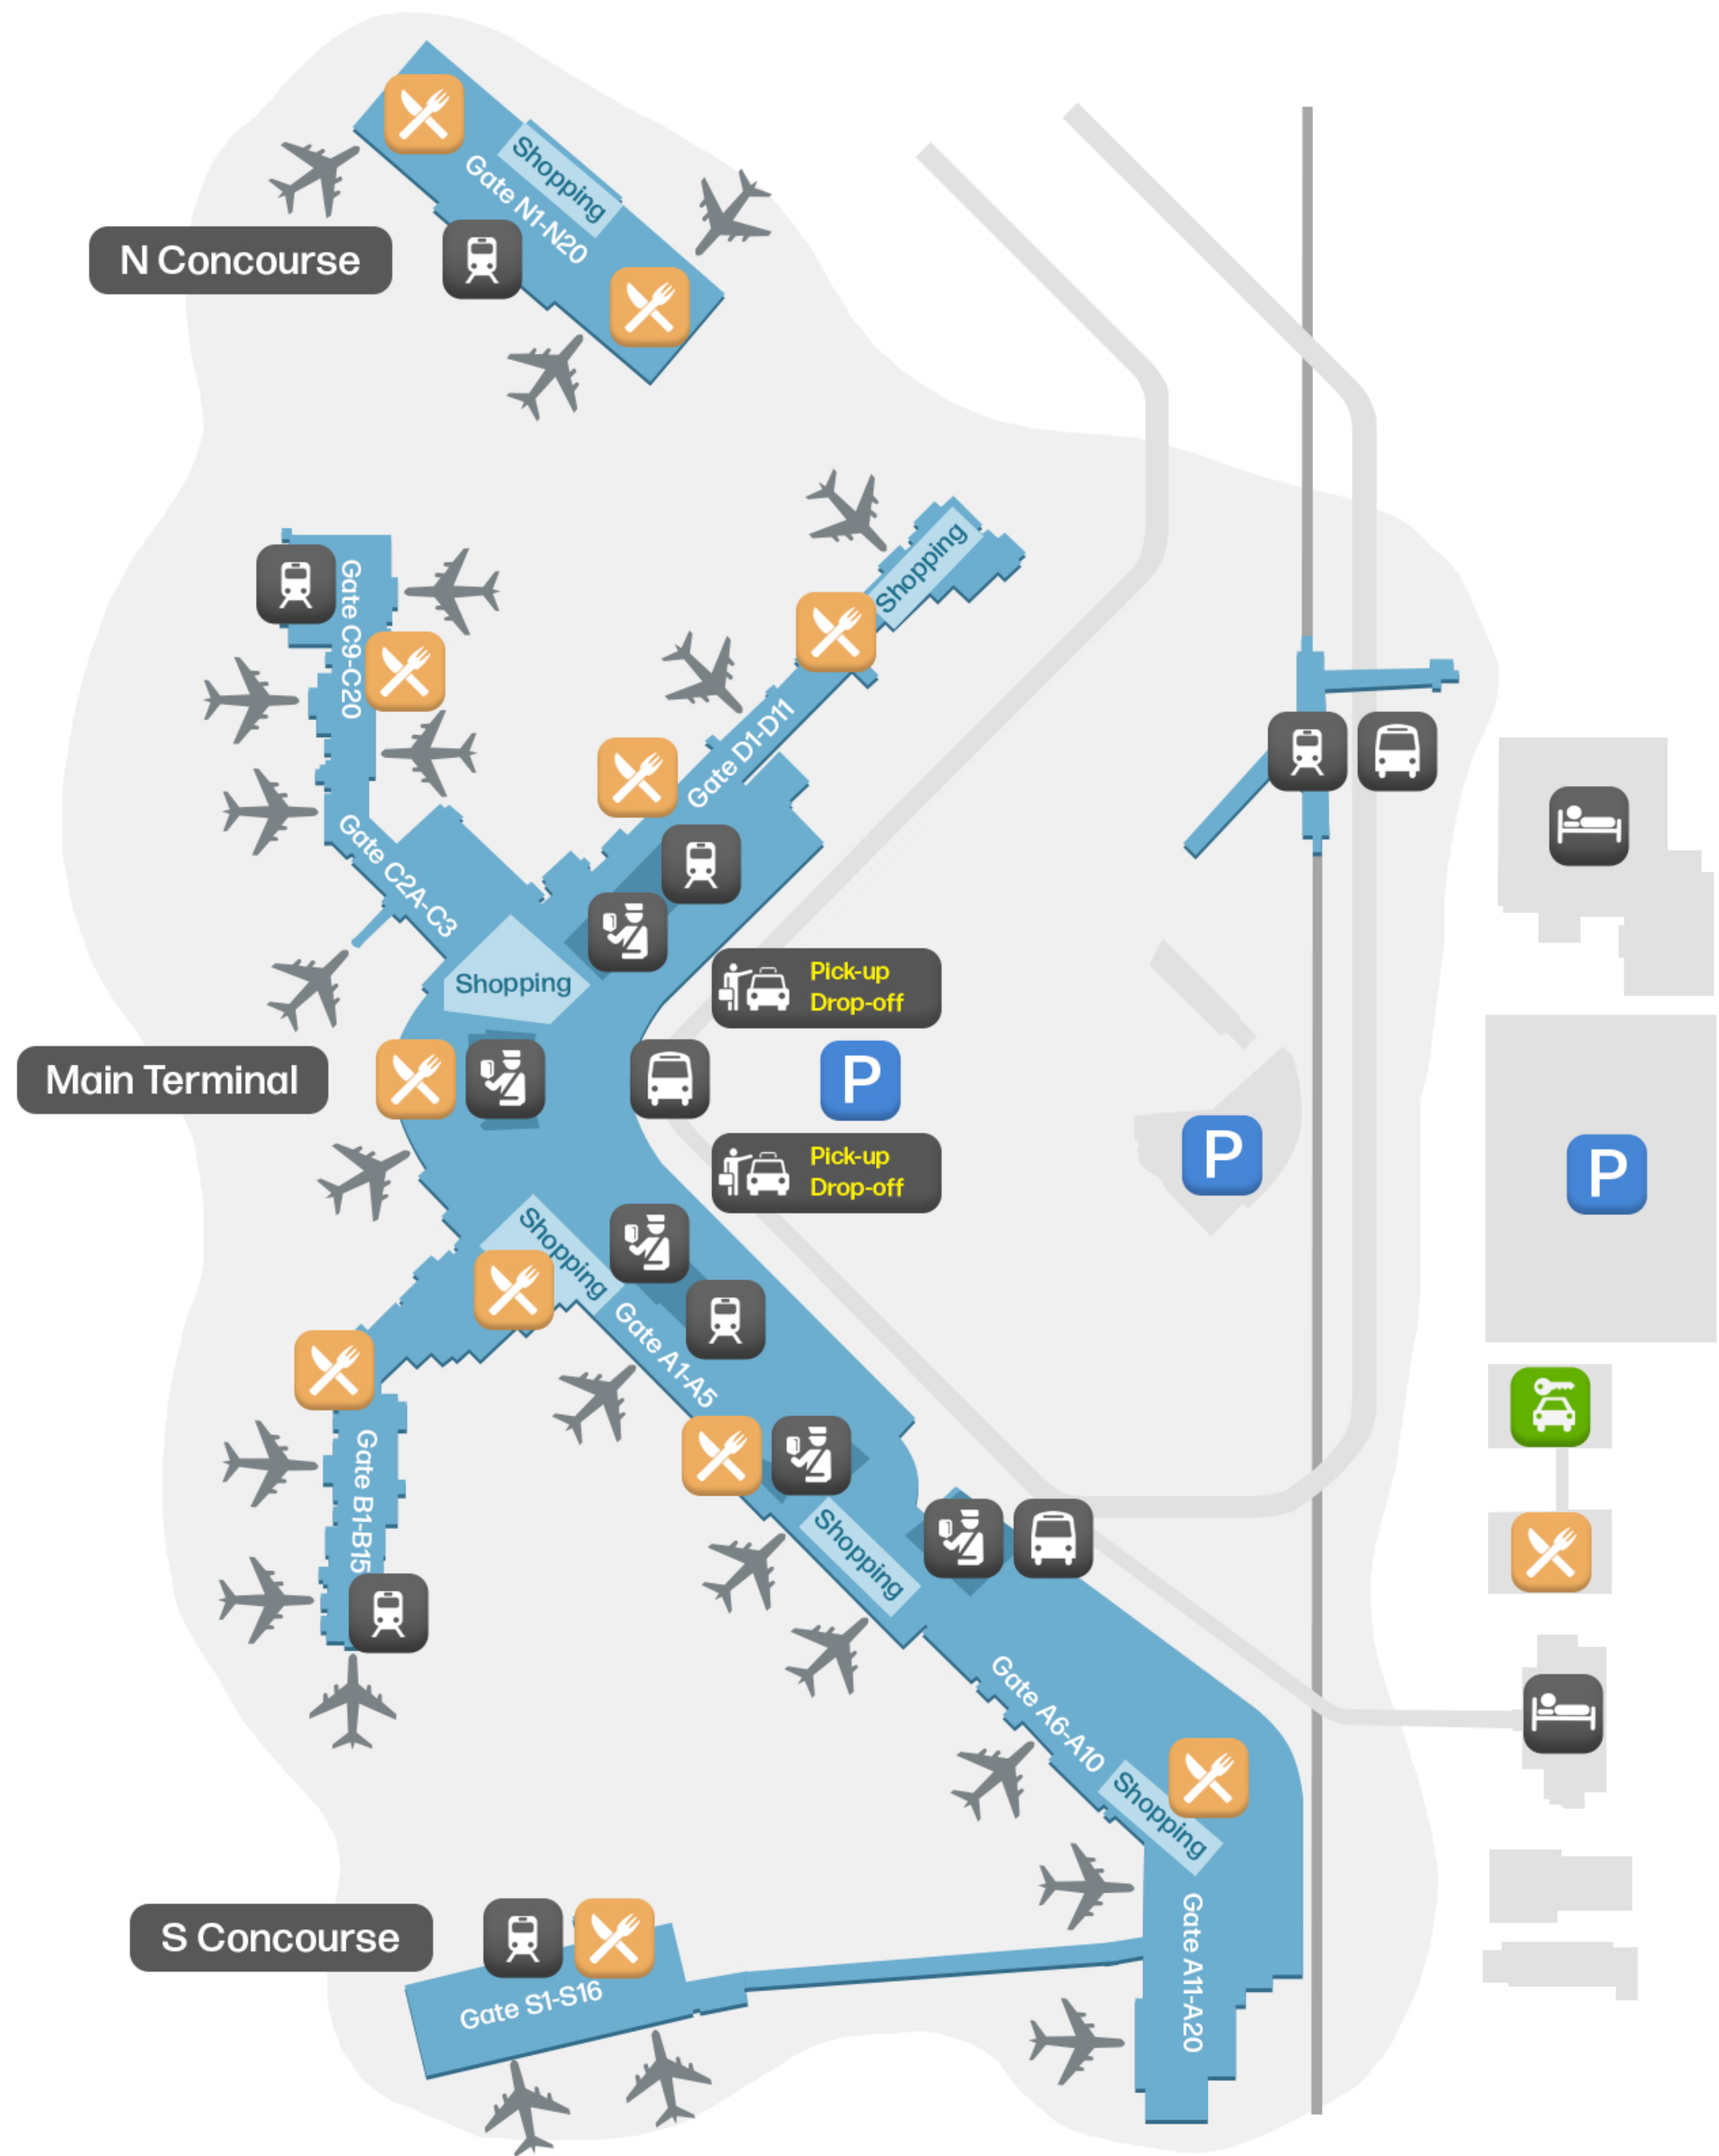 Shopping
Gate N1-N20
N Concourse
Shopping
Gate C9-C20
Gate D1-D11
Gate C2A-C3
Shopping
Pick-up
Drop-off
Main Terminal
P
Pick-up
Drop-off
P
P
Shopping
Gate A1-A5
Gate B1-B15
Shopping
Gate A6-A10
Shopping
S Concourse
Gate S1-S16
Gate A11-A20